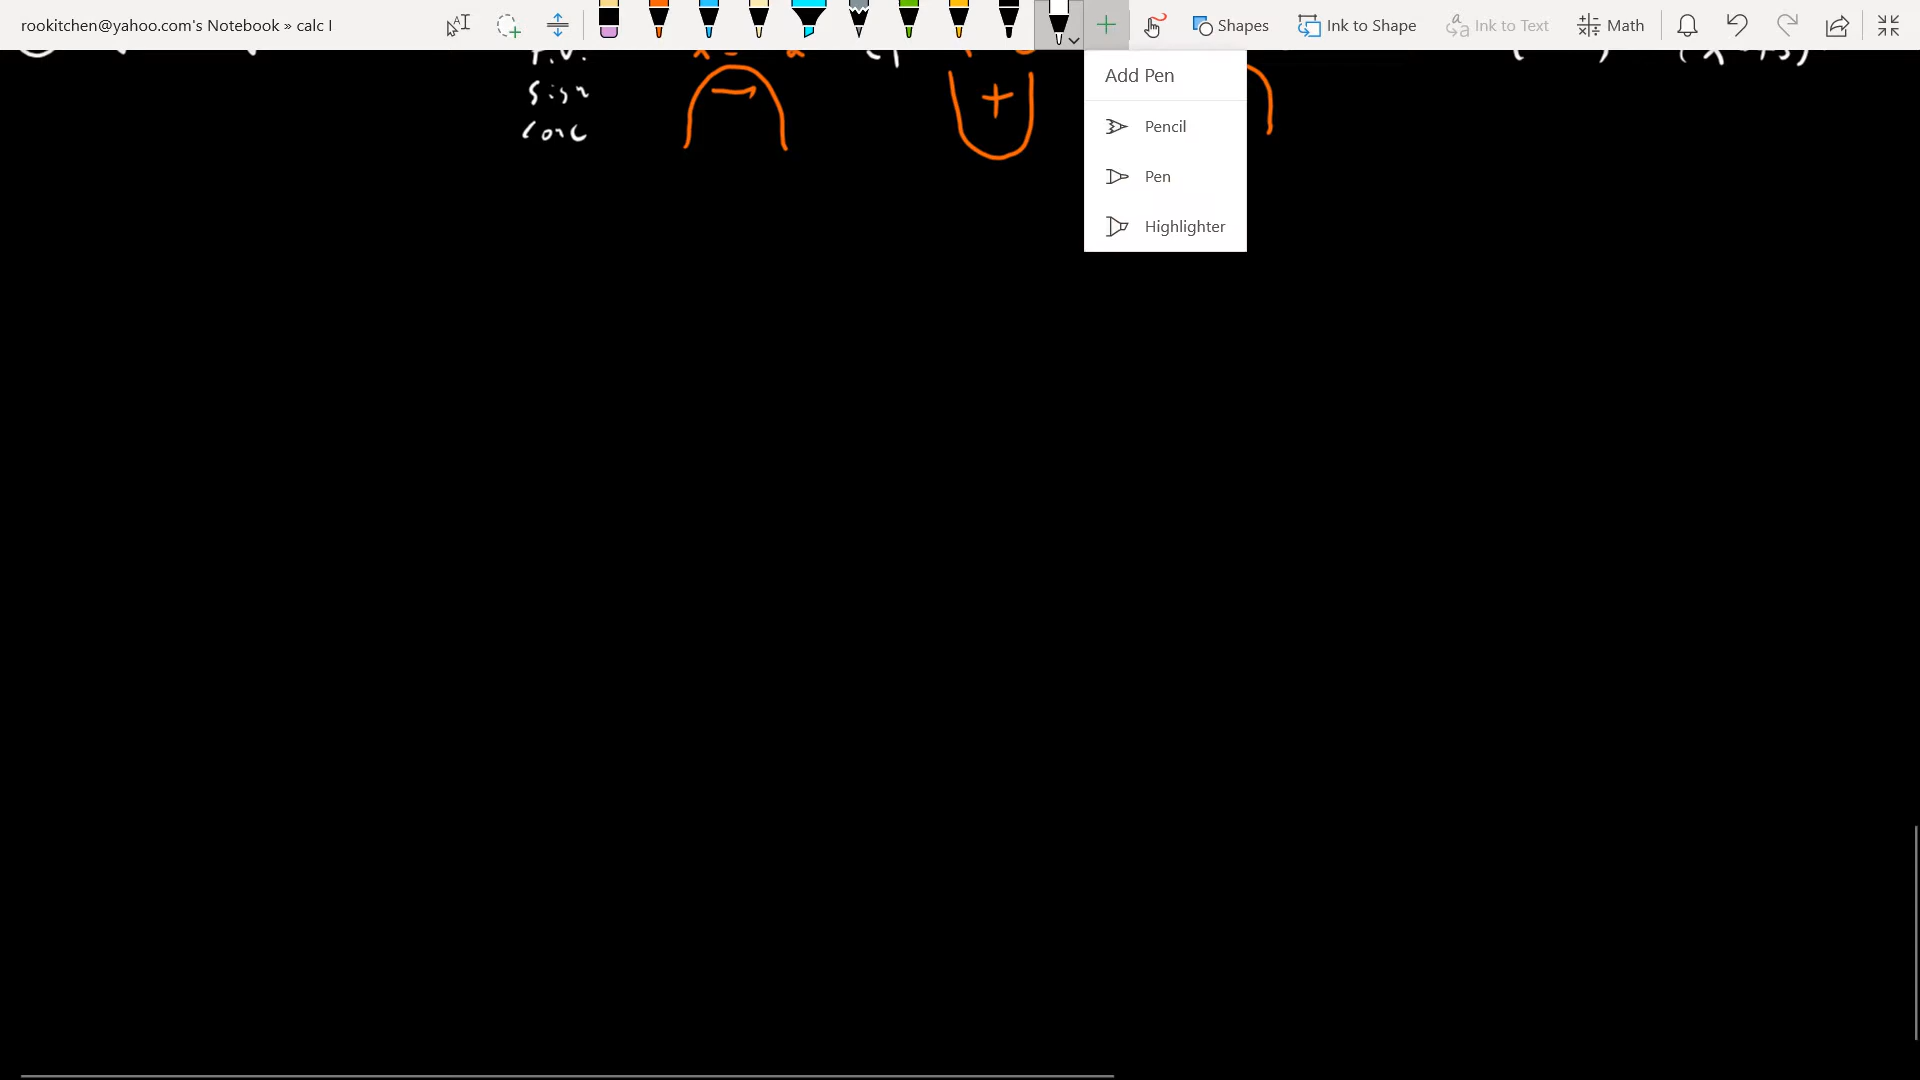 rookitchen@yahoo.com's Notebook » calc I
Shapes
Ink to Shape
Ink to Text
Math
Add Pen
Pencil
Pen
Highlighter
T.V.
sign
+
conc